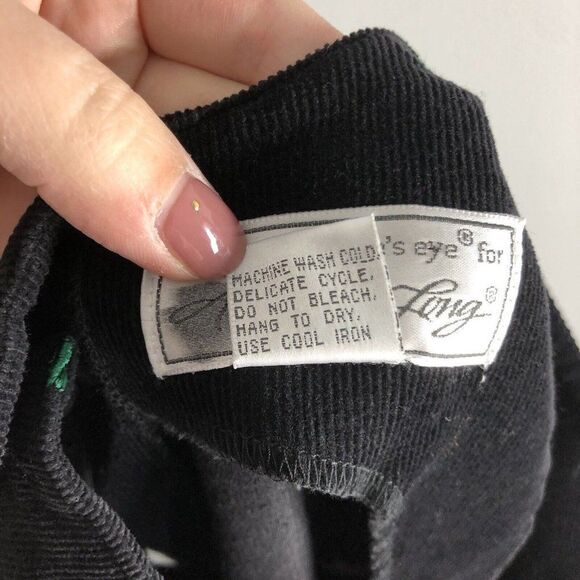 MACHINE WASH COLD.
DELICATE CYCLE.
DO NOT BLEACH.
HANG TO DRY.
USE COOL IRON
's eye® for
Long®